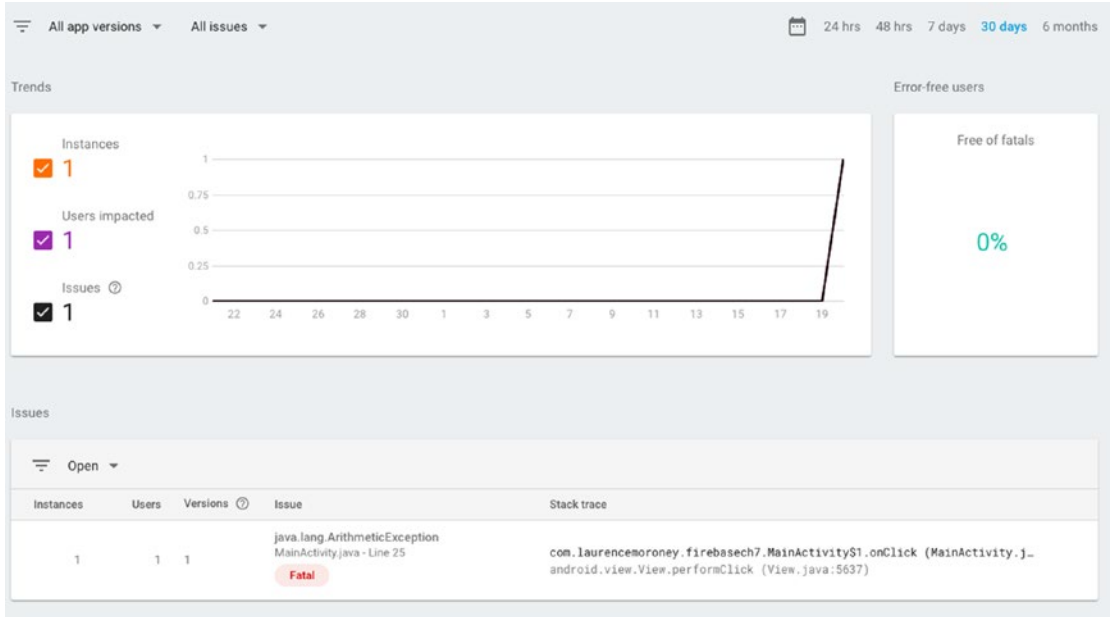 All app versions All issues 24 hrs 48 hrs 7 days 30 days 6 months
Trends Error-free users
Instances
1
Users impacted
1
Issues
1
1
0.75
0.5
0.25
0
22 24 26 28 30 1 3 5 7 9 11 13 15 17 19
Free of fatals
0%
Issues
Open
Instances Users Versions Issue Stack trace
1 1 1
java.lang.ArithmeticException
MainActivity.java - Line 25
Fatal
com.laurencemoroney.firebasech7.MainActivity$1.onClick (MainActivity.j…
android.view.View.performClick (View.java:5637)